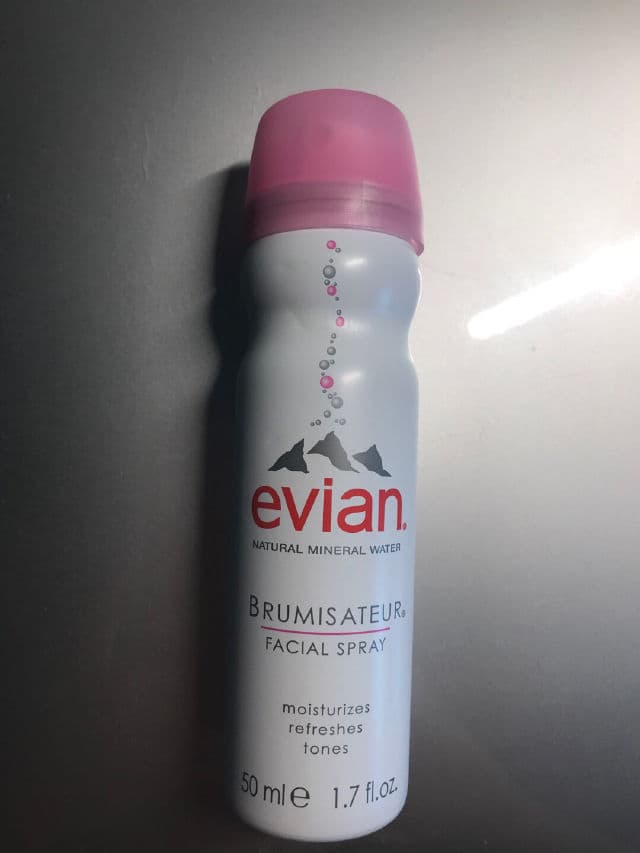 evian.
NATURAL MINERAL WATER
BRUMISATEUR®
FACIAL SPRAY
moisturizes
refreshes
tones
50 ml ℮ 1.7 fl.oz.